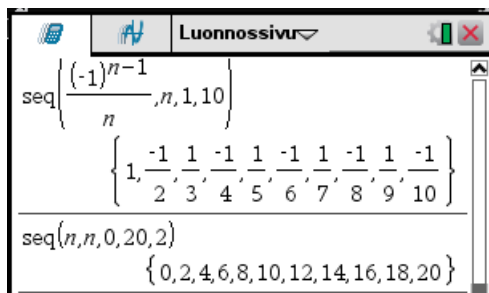 Luonnossivu
seq((-1)^(n-1)/n,n,1,10)
{1,-1/2,1/3,-1/4,1/5,-1/6,1/7,-1/8,1/9,-1/10}
seq(n,n,0,20,2)
{0,2,4,6,8,10,12,14,16,18,20}